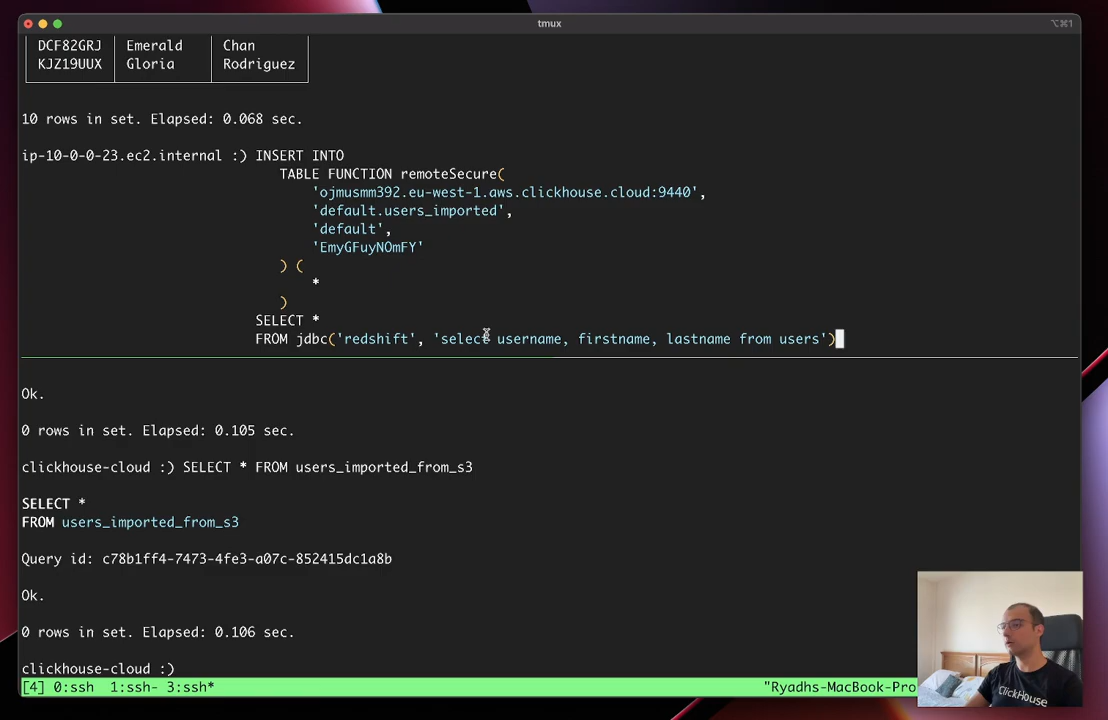 tmux
⌥⌘1
DCF82GRJ Emerald Chan
KJZ19UUX Gloria Rodriguez
10 rows in set. Elapsed: 0.068 sec.
ip-10-0-0-23.ec2.internal :) INSERT INTO
TABLE FUNCTION remoteSecure(
'ojmusmm392.eu-west-1.aws.clickhouse.cloud:9440',
'default.users_imported',
'default',
'EmyGFuyNOmFY'
) (
*
)
SELECT *
FROM jdbc('redshift', 'select username, firstname, lastname from users')
Ok.
0 rows in set. Elapsed: 0.105 sec.
clickhouse-cloud :) SELECT * FROM users_imported_from_s3
SELECT *
FROM users_imported_from_s3
Query id: c78b1ff4-7473-4fe3-a07c-852415dc1a8b
Ok.
0 rows in set. Elapsed: 0.106 sec.
clickhouse-cloud :)
[4] 0:ssh 1:ssh- 3:ssh* "Ryadhs-MacBook-Pro
ClickHouse